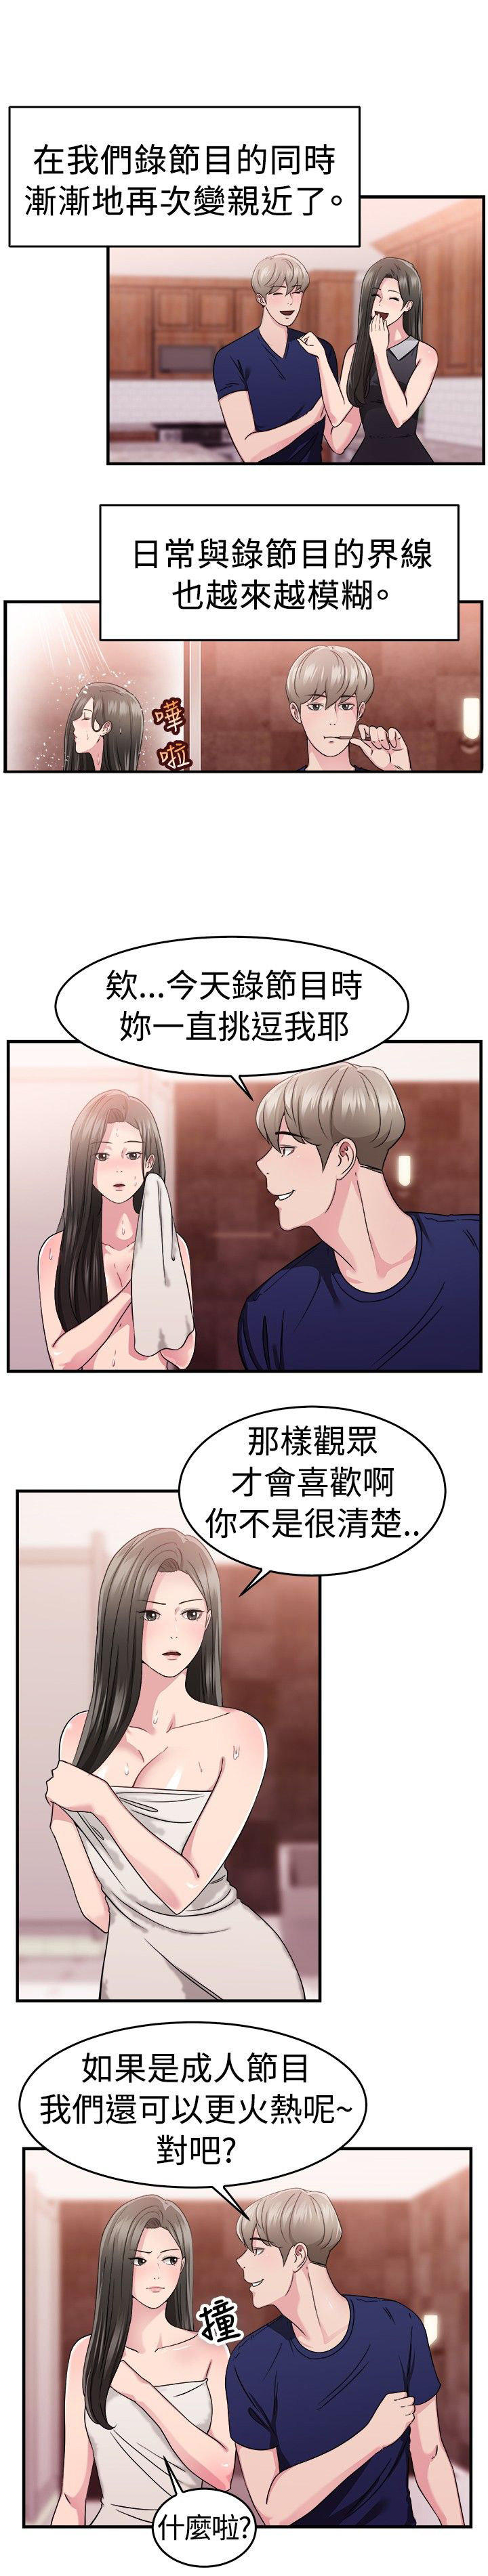 在我們錄節目的同時
漸漸地再次變親近了。
日常與錄節目的界線
也越來越模糊。
嘩
啦
欸...今天錄節目時
妳一直挑逗我耶
那樣觀眾
才會喜歡啊
你不是很清楚..
如果是成人節目
我們還可以更火熱呢~
對吧?
撞
什麼啦?